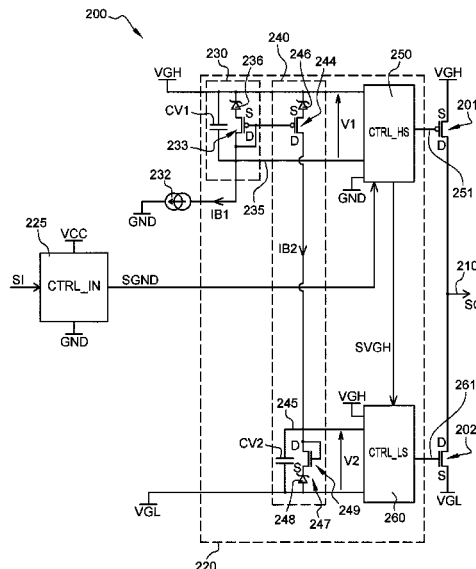 200
230
236
240
246
244
250
VGH
VGH
S
S
S
201
CV1
D
D
V1
CTRL_HS
D
233
251
232
GND
GND
IB1
235
225
VCC
IB2
210
SI
CTRL_IN
SGND
SO
GND
SVGH
VGH
245
261
202
CV2
D
V2
CTRL_LS
D
S
S
VGL
248
247
249
260
VGL
220